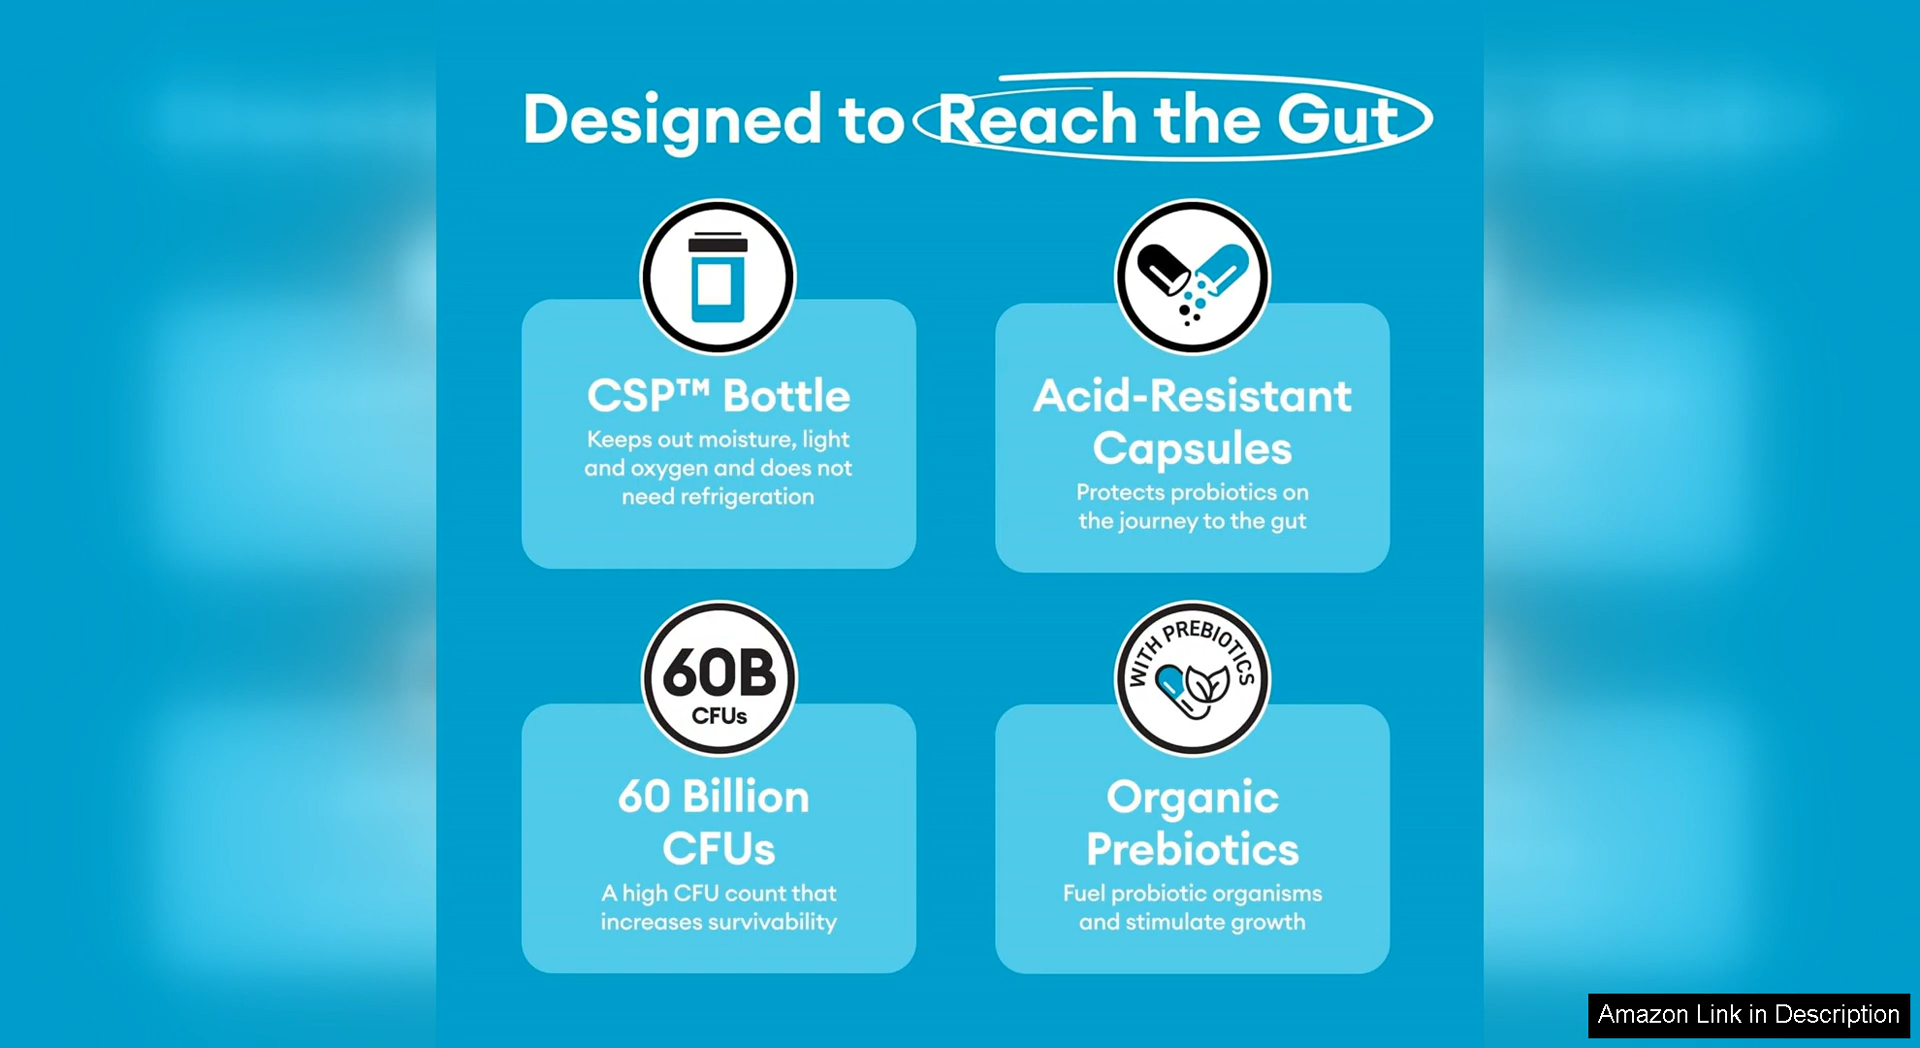 Designed to Reach the Gut
CSP™ Bottle
Keeps out moisture, light
and oxygen and does not
need refrigeration
Acid-Resistant
Capsules
Protects probiotics on
the journey to the gut
60B
CFUs
60 Billion
CFUs
A high CFU count that
increases survivability
WITH PREBIOTICS
Organic
Prebiotics
Fuel probiotic organisms
and stimulate growth
Amazon Link in Description